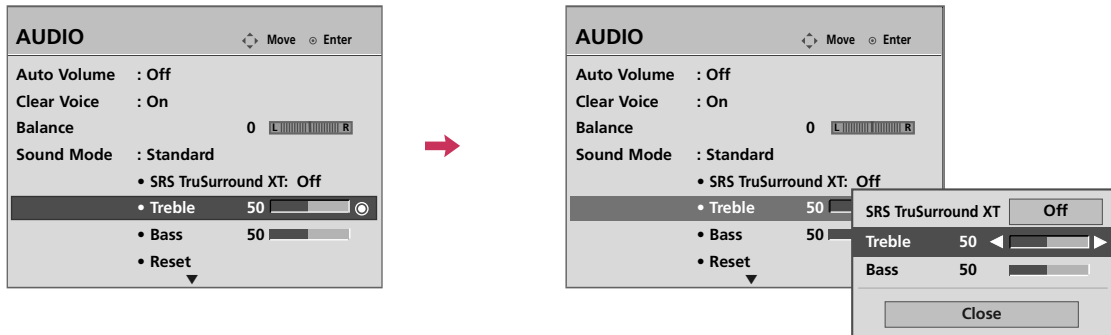 AUDIO Move Enter
Auto Volume : Off
Clear Voice : On
Balance 0 L R
Sound Mode : Standard
• SRS TruSurround XT: Off
• Treble 50
• Bass 50
• Reset
AUDIO Move Enter
Auto Volume : Off
Clear Voice : On
Balance 0 L R
Sound Mode : Standard
• SRS TruSurround XT: Off
• Treble 50
• Bass 50
• Reset
SRS TruSurround XT Off
Treble 50
Bass 50
Close